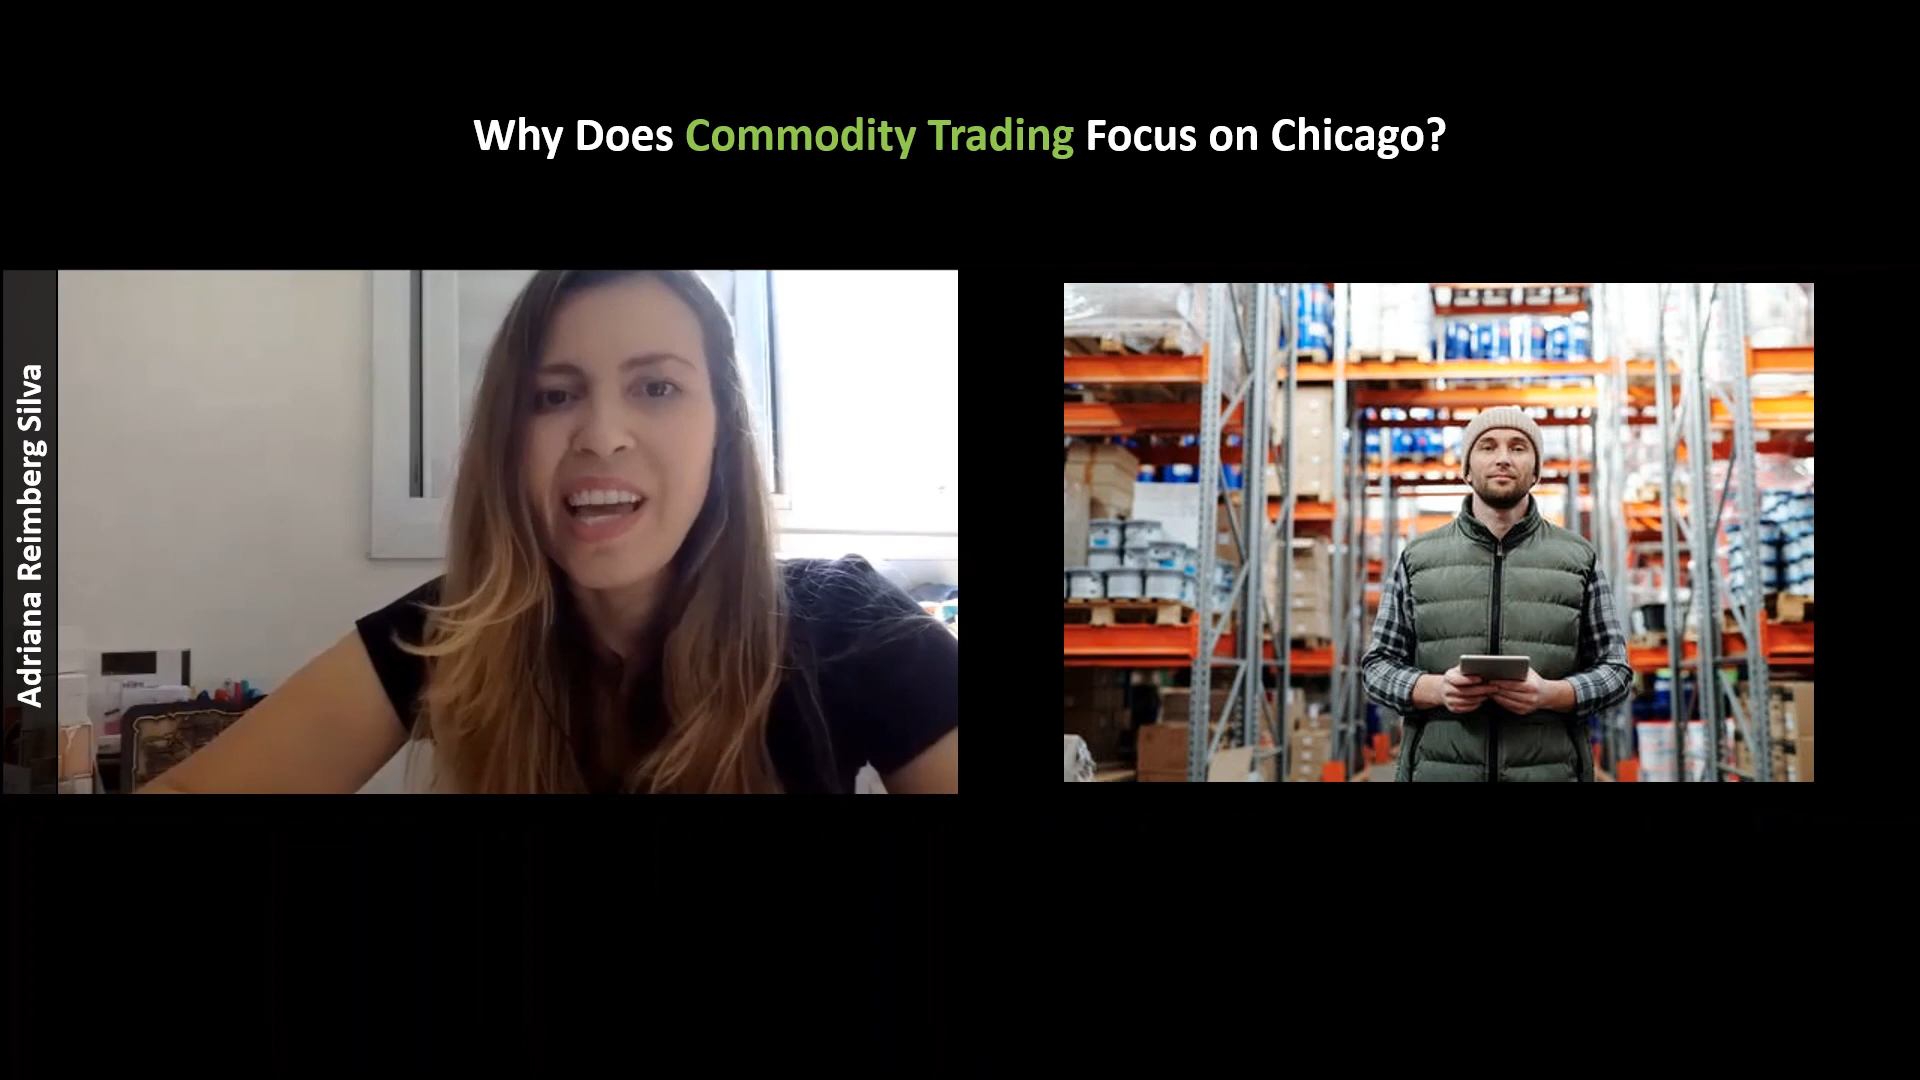 Why Does Commodity Trading Focus on Chicago?
Adriana Reimberg Silva